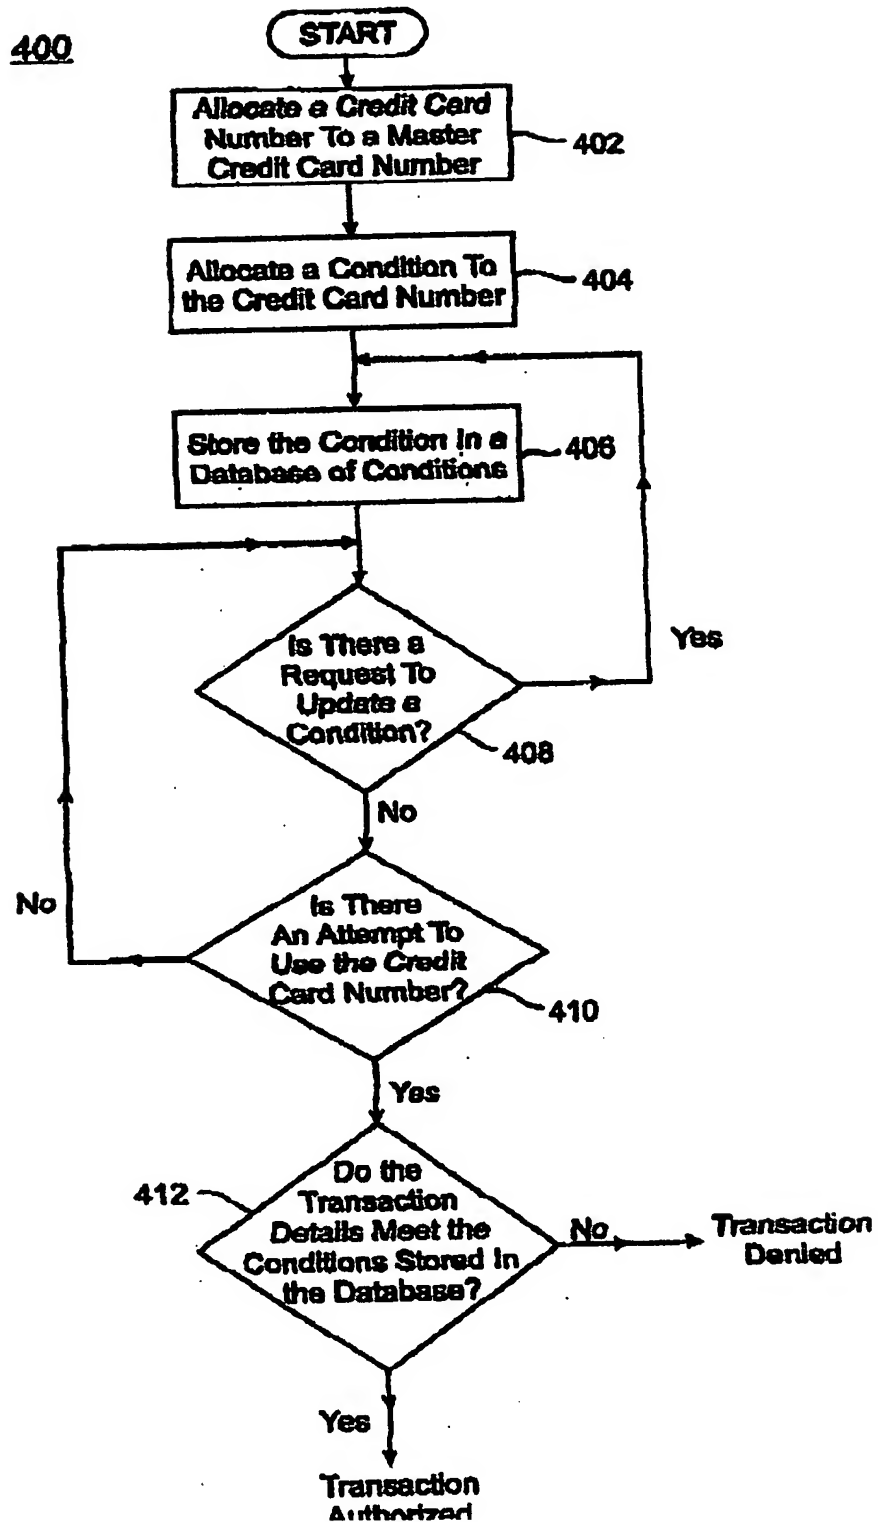 400
START
Allocate a Credit Card
Number To a Master
Credit Card Number
402
Allocate a Condition To
the Credit Card Number
404
Store the Condition in a
Database of Conditions
406
Is There a
Request To
Update a
Condition?
408
Yes
No
Is There
An Attempt To
Use the Credit
Card Number?
410
No
Yes
412
Do the
Transaction
Details Meet the
Conditions Stored in
the Database?
No
Transaction
Denied
Yes
Transaction
Authorized